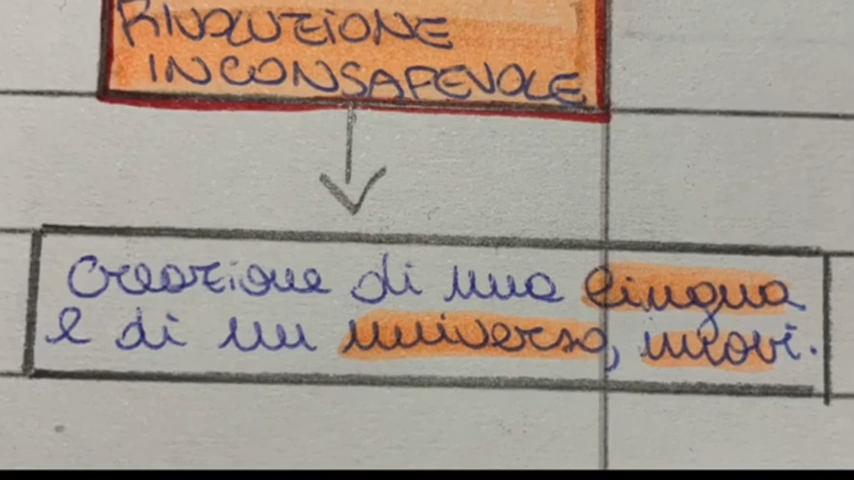 RIVOLUZIONE
INCONSAPEVOLE
Creazione di una lingua
e di un universo, nuovi.